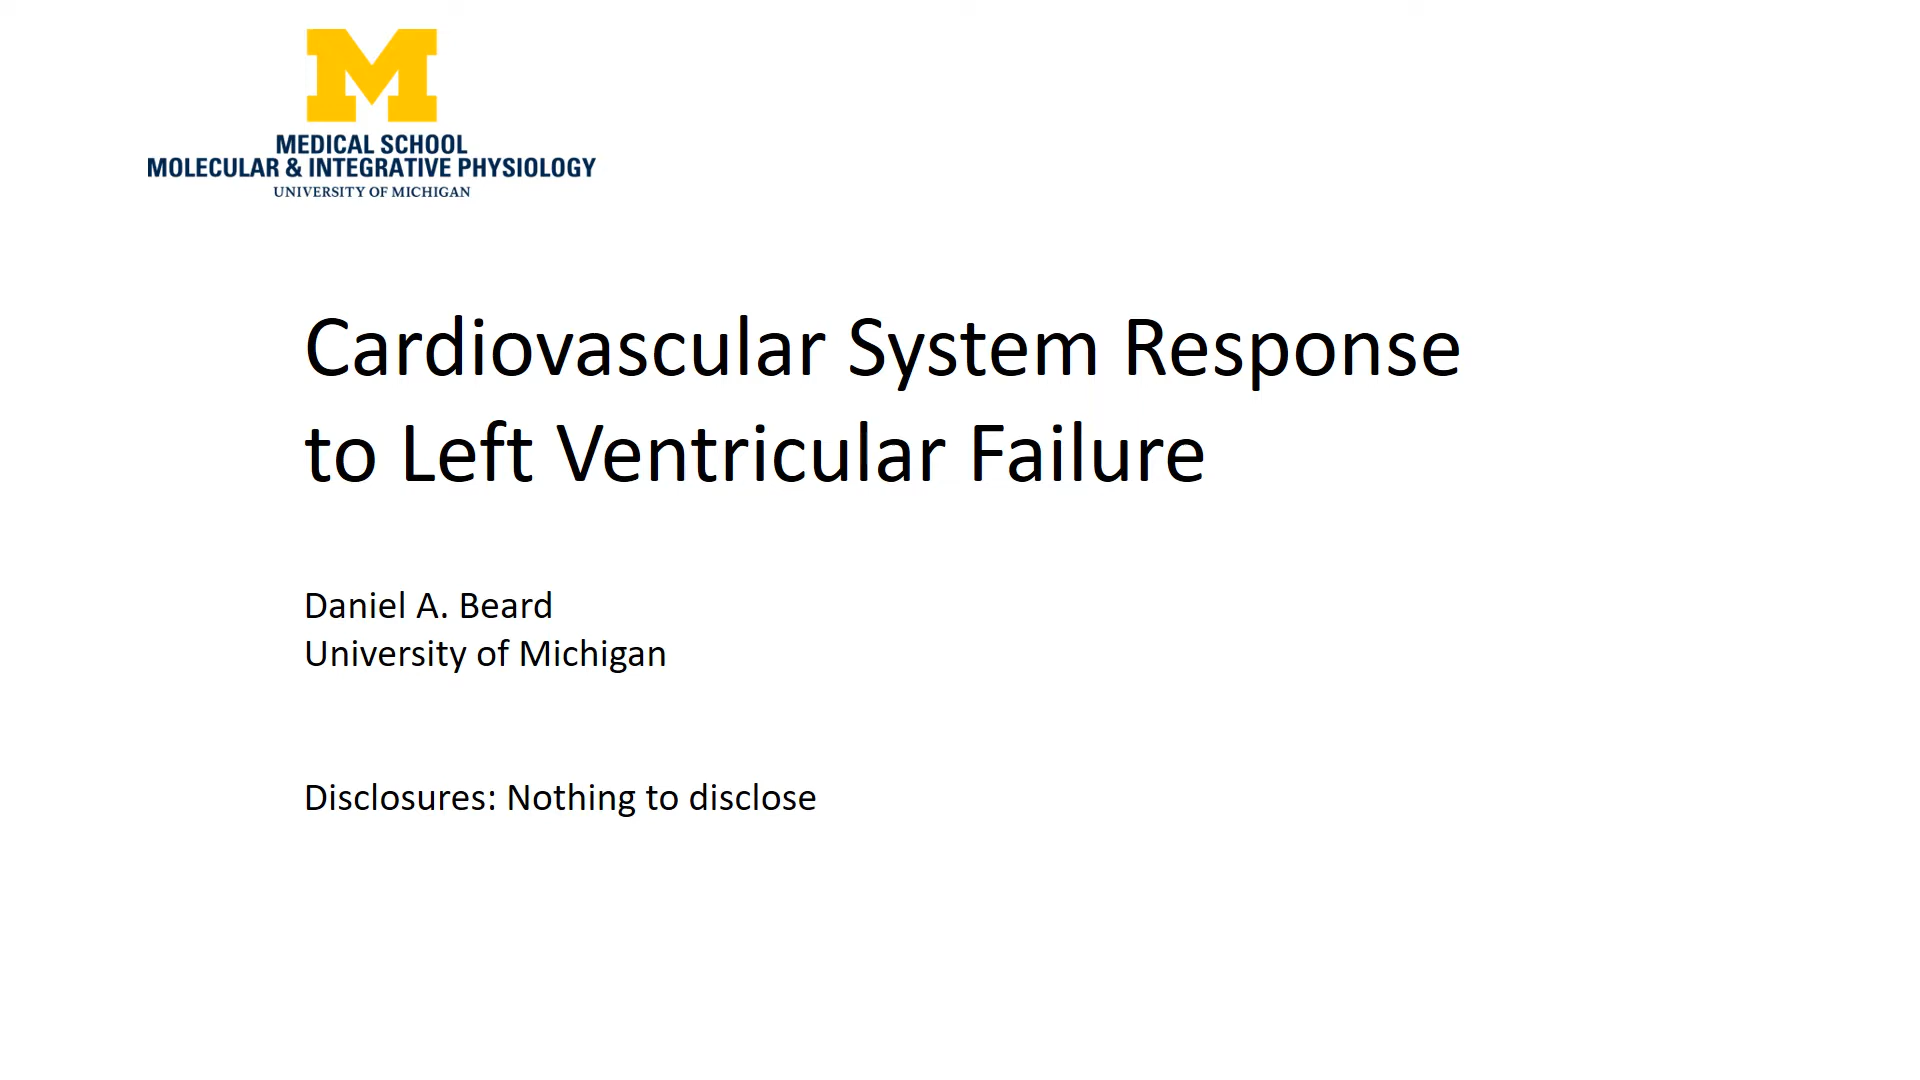 M
MEDICAL SCHOOL
MOLECULAR & INTEGRATIVE PHYSIOLOGY
UNIVERSITY OF MICHIGAN
Cardiovascular System Response
to Left Ventricular Failure
Daniel A. Beard
University of Michigan
Disclosures: Nothing to disclose